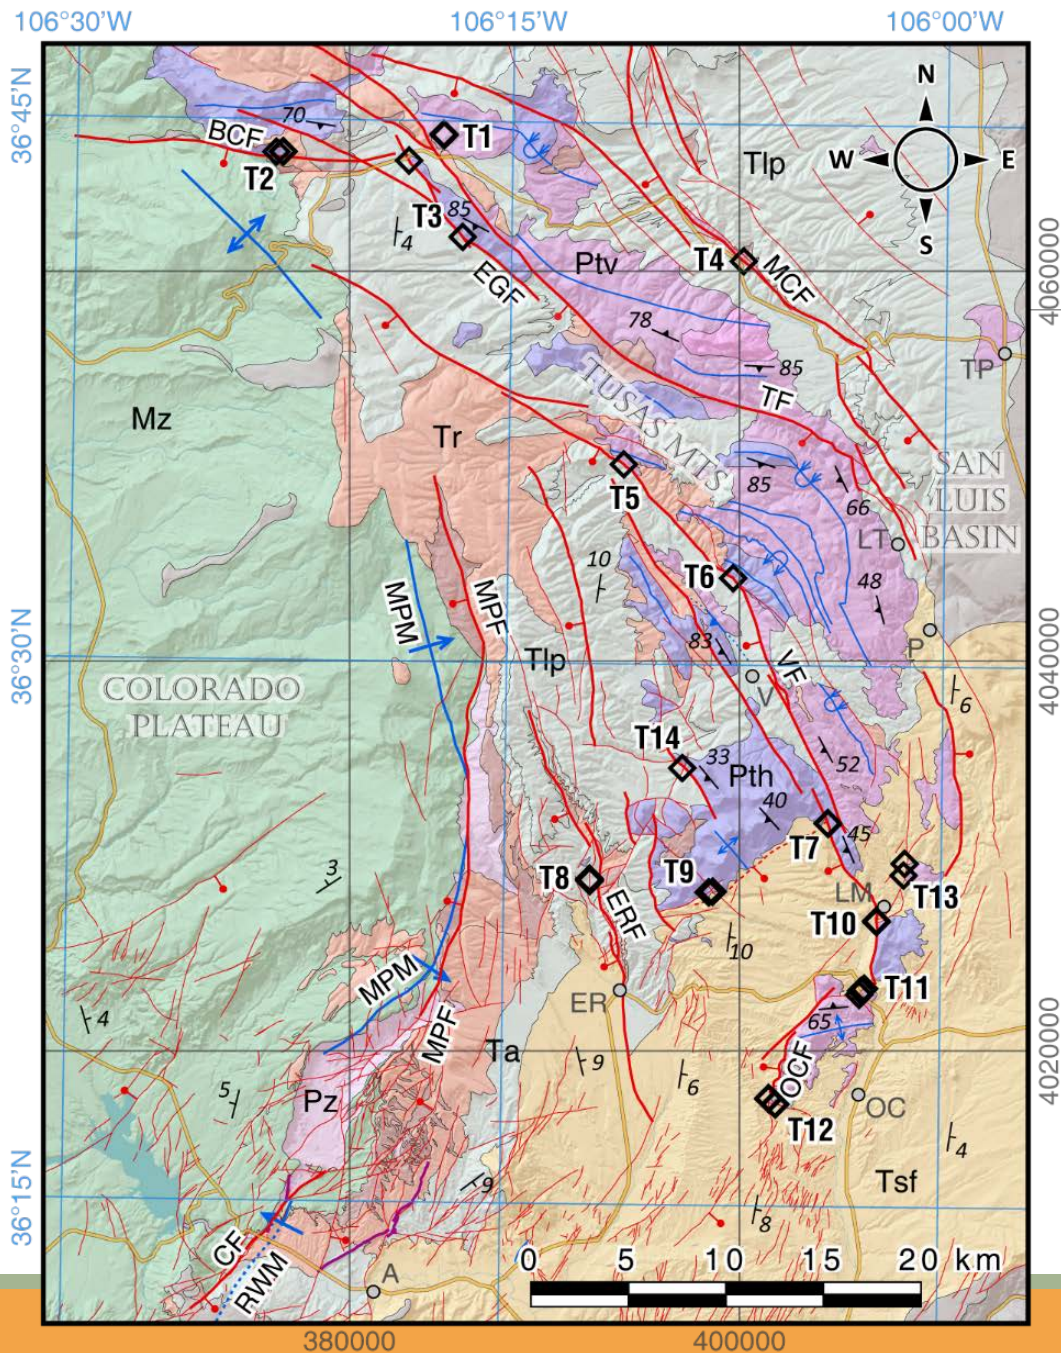 106°30'W
106°15'W
106°00'W
36°45'N
N
W
E
S
70
BCF
T1
T2
Tlp
T3
85
4
EGF
Ptv
T4
MCF
4060000
78
85
TP
TUSAS MTS
TF
Mz
Tr
SAN
LUIS
BASIN
T5
85
66
LT
10
T6
48
MPM
MPF
83
P
36°30'N
Tlp
VF
V
4040000
COLORADO
PLATEAU
6
T14
33
Pth
52
40
T7
45
3
T8
T9
LM
T13
ERF
T10
10
MPM
ER
T11
4
MPF
65
Ta
9
6
OCF
4020000
5
Pz
OC
T12
4
36°15'N
9
Tsf
8
CF
RWM
A
0 5 10 15 20 km
380000
400000